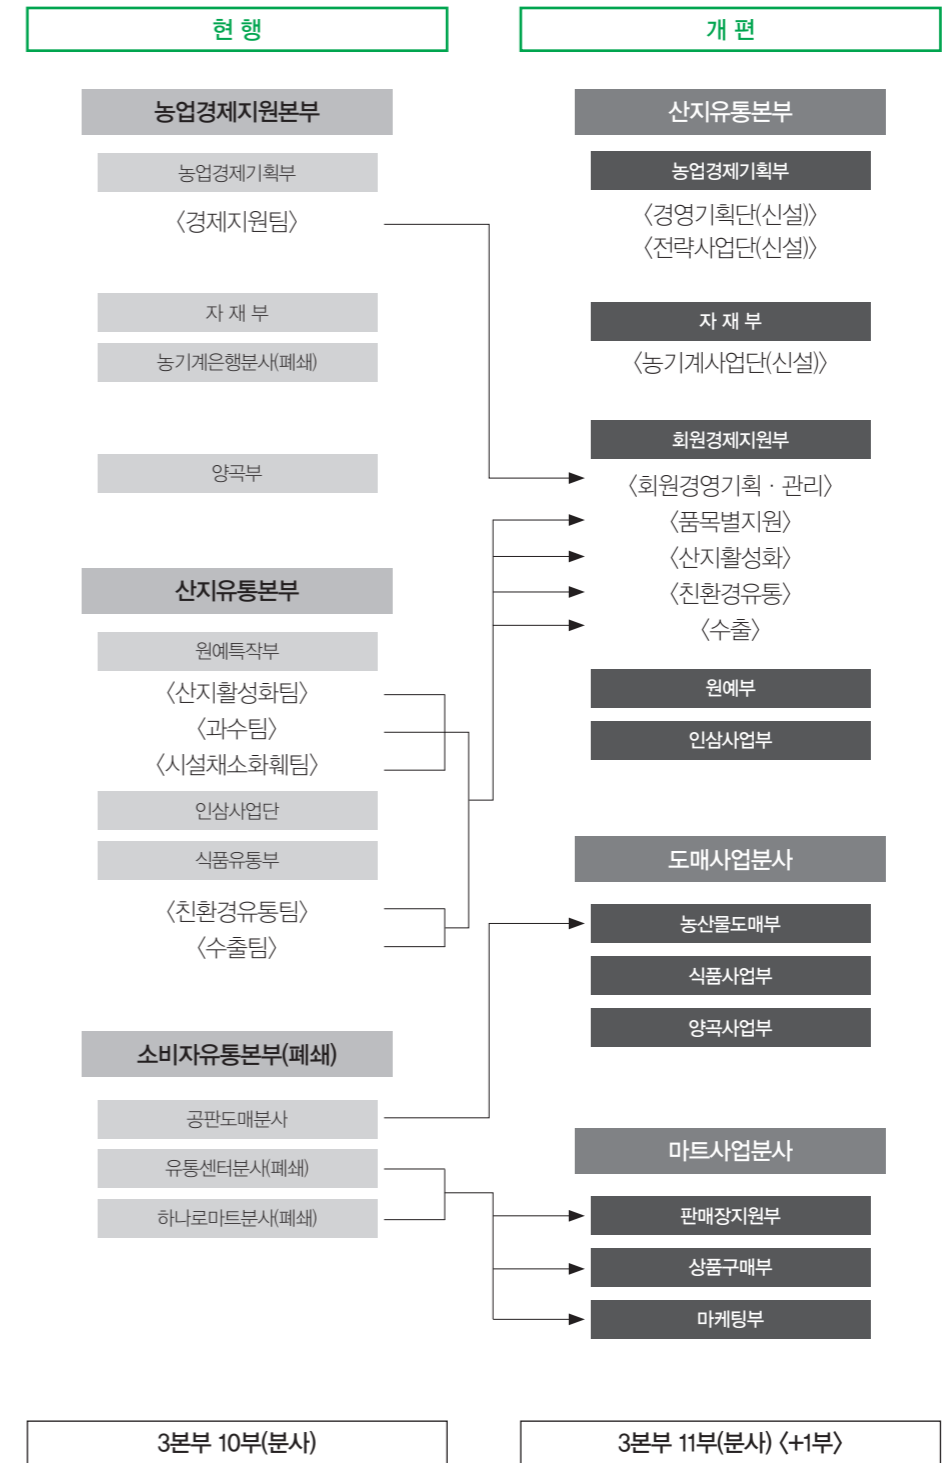 현 행
농업경제지원본부
농업경제기획부
〈경제지원팀〉
자 재 부
농기계은행분사(폐쇄)
양곡부
산지유통본부
원예특작부
〈산지활성화팀〉
〈과수팀〉
〈시설채소화훼팀〉
인삼사업단
식품유통부
〈친환경유통팀〉
〈수출팀〉
소비자유통본부(폐쇄)
공판도매분사
유통센터분사(폐쇄)
하나로마트분사(폐쇄)
3본부 10부(분사)
개 편
산지유통본부
농업경제기획부
〈경영기획단(신설)〉
〈전략사업단(신설)〉
자 재 부
〈농기계사업단(신설)〉
회원경제지원부
〈회원경영기획 · 관리〉
〈품목별지원〉
〈산지활성화〉
〈친환경유통〉
〈수출〉
원예부
인삼사업부
도매사업분사
농산물도매부
식품사업부
양곡사업부
마트사업분사
판매장지원부
상품구매부
마케팅부
3본부 11부(분사) 〈+1부〉